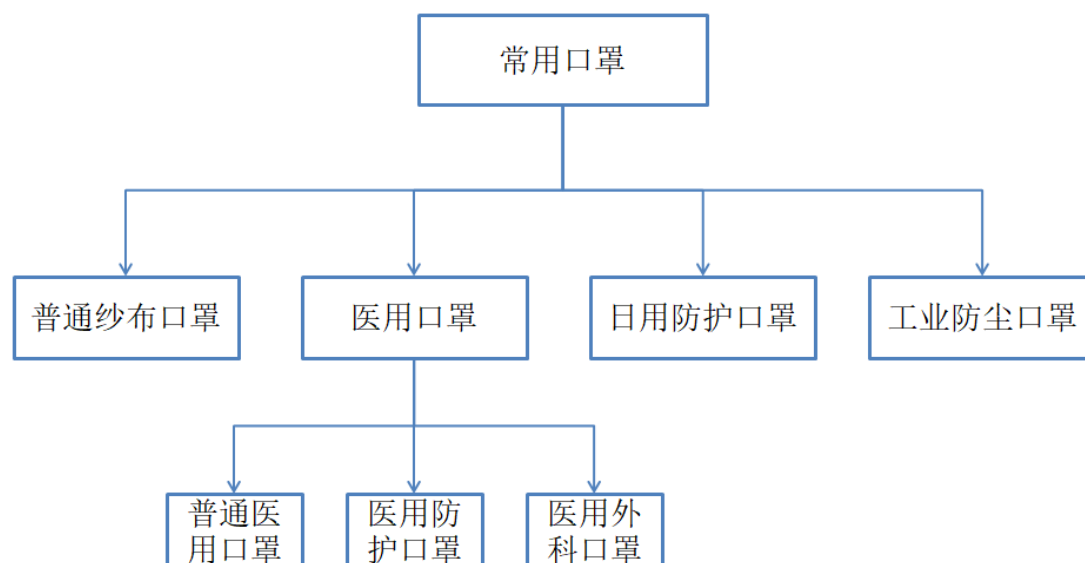 常用口罩
普通纱布口罩
医用口罩
日用防护口罩
工业防尘口罩
普通医
用口罩
医用防
护口罩
医用外
科口罩